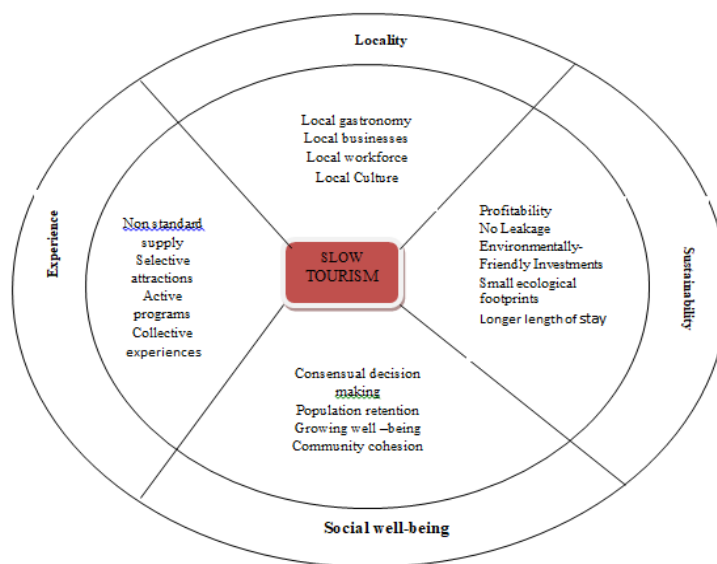 Locality
Local gastronomy
Local businesses
Local workforce
Local Culture
Experience
Non standard
supply
Selective
attractions
Active
programs
Collective
experiences
SLOW
TOURISM
Profitability
No Leakage
Environmentally-
Friendly Investments
Small ecological
footprints
Longer length of stay
Sustainability
Consensual decision
making
Population retention
Growing well –being
Community cohesion
Social well-being